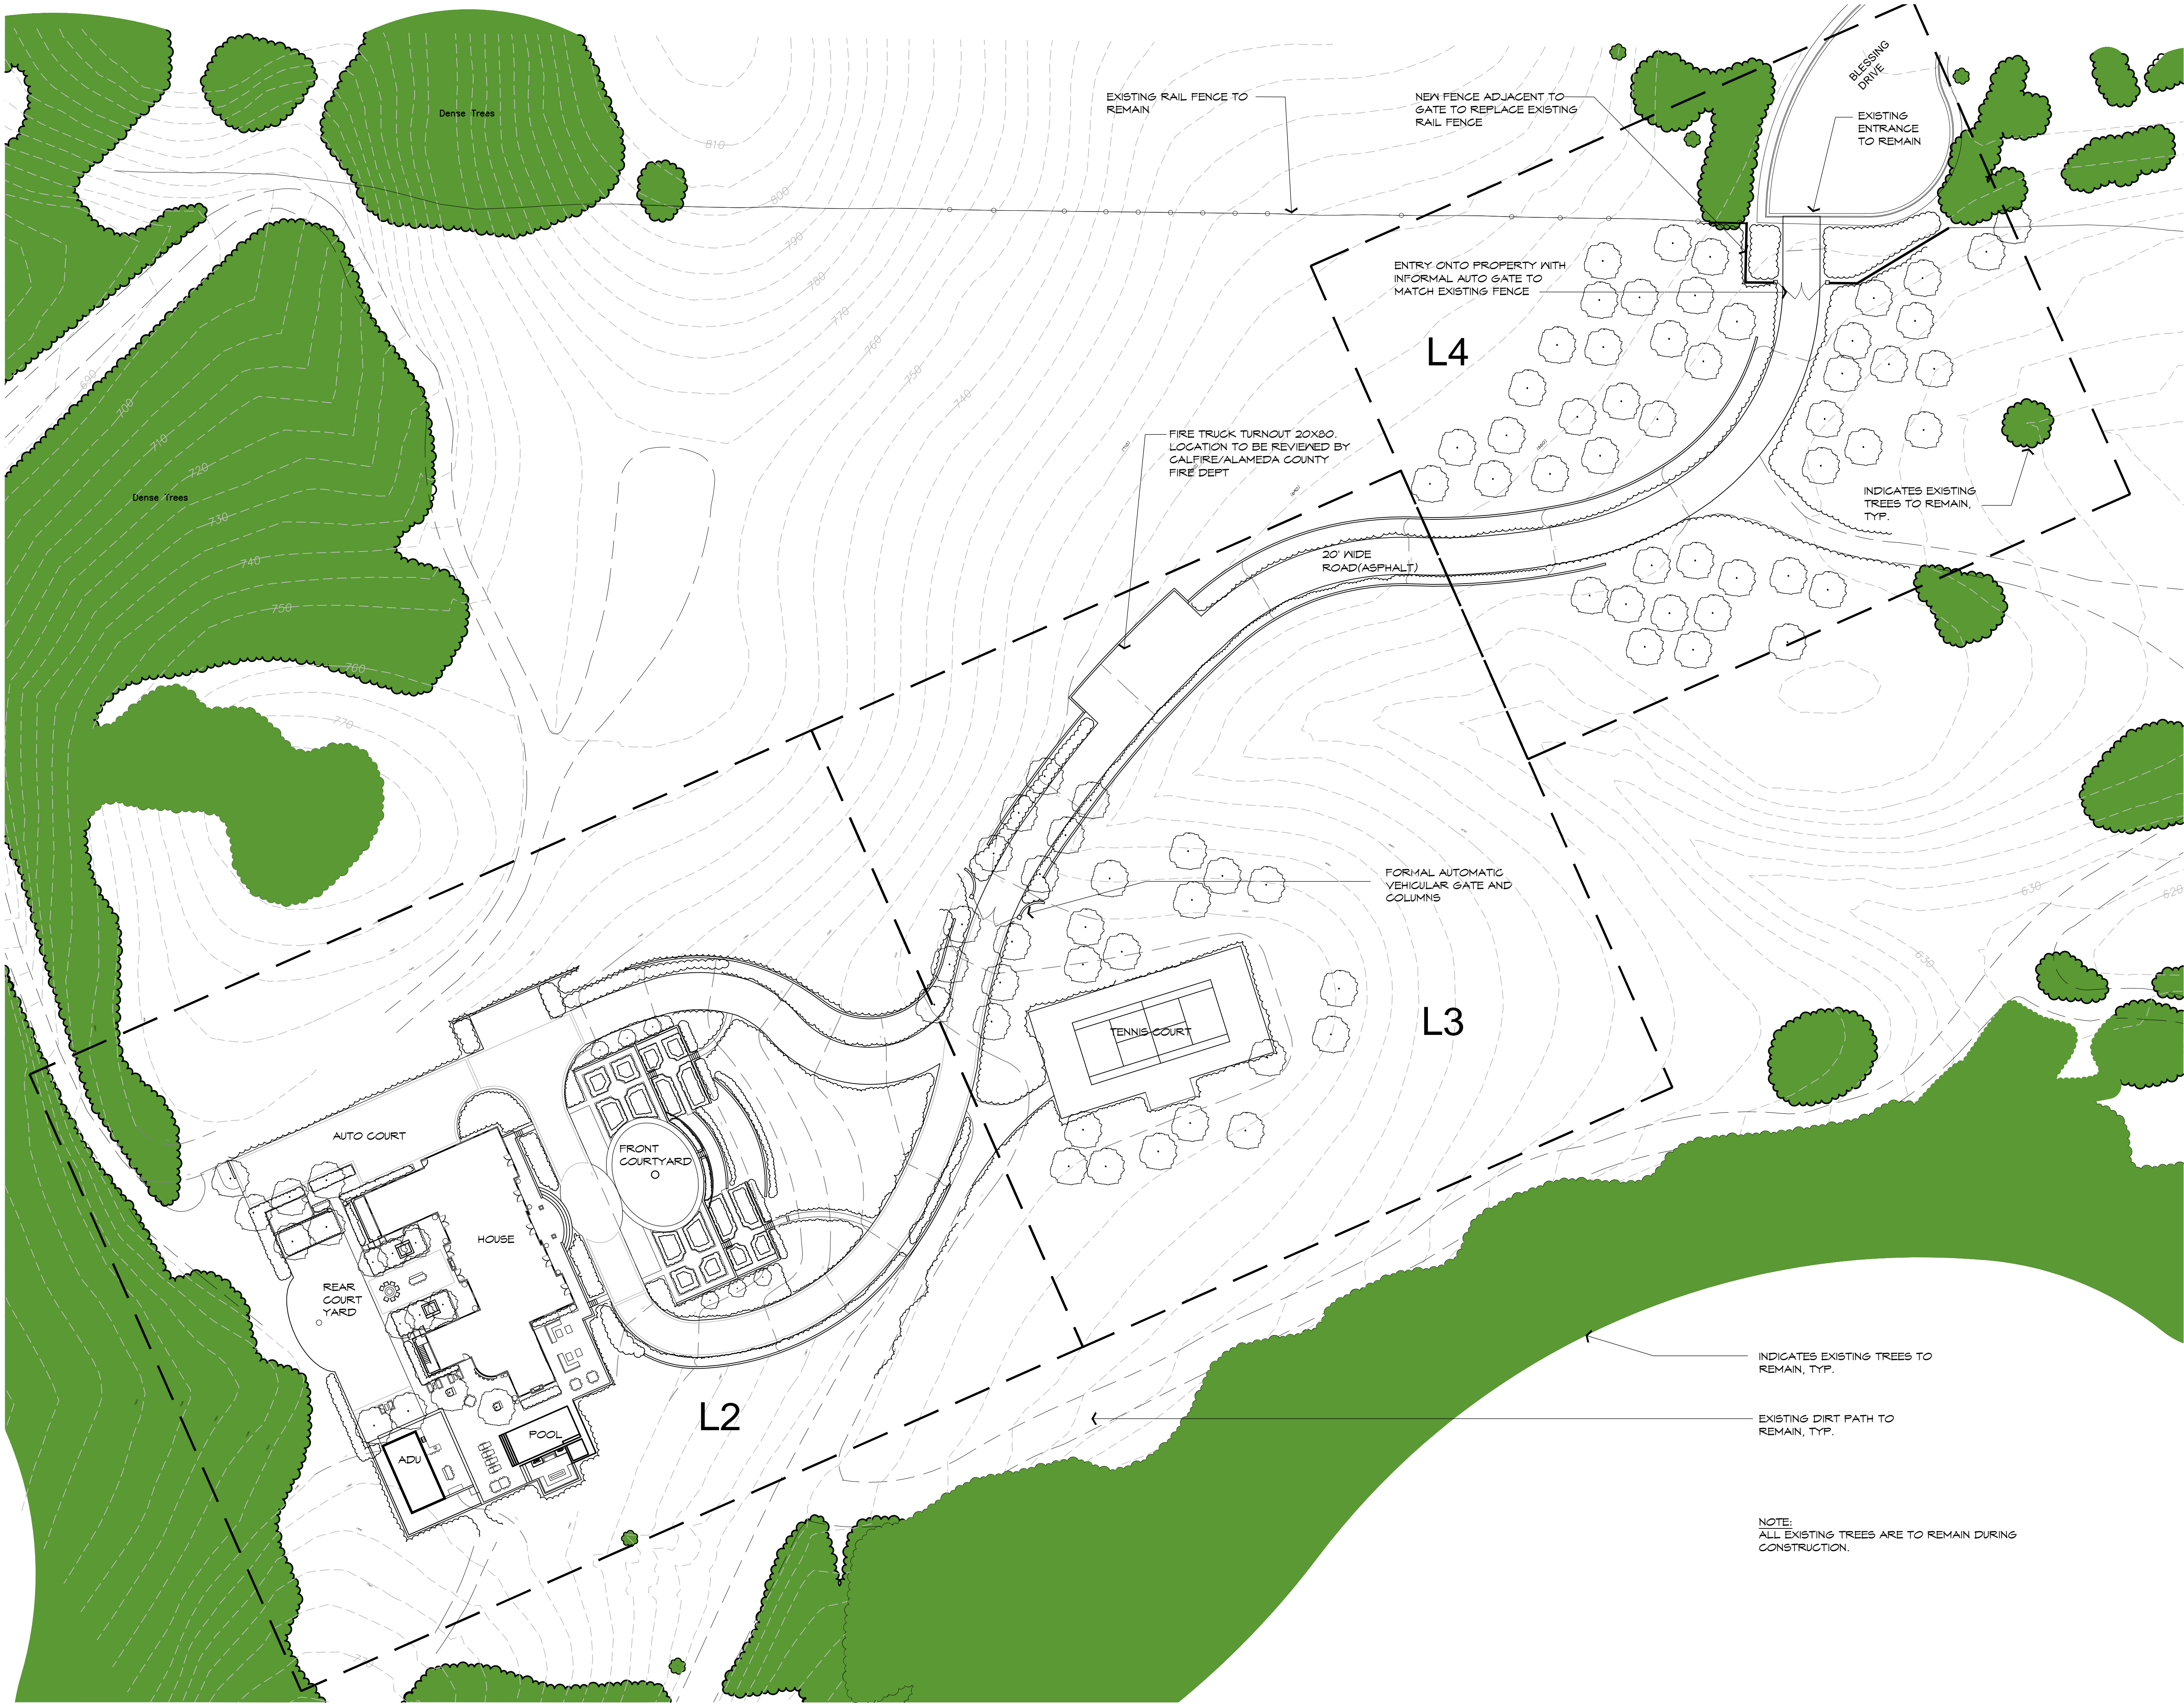 BLESSING
DRIVE
EXISTING RAIL FENCE TO
REMAIN
NEW FENCE ADJACENT TO
GATE TO REPLACE EXISTING
RAIL FENCE
EXISTING
ENTRANCE
TO REMAIN
Dense Trees
810
800
790
780
770
760
750
740
ENTRY ONTO PROPERTY WITH
INFORMAL AUTO GATE TO
MATCH EXISTING FENCE
L4
690
700
710
720
730
740
750
760
770
Dense Trees
FIRE TRUCK TURNOUT 20X80.
LOCATION TO BE REVIEWED BY
CALFIRE/ALAMEDA COUNTY
FIRE DEPT
INDICATES EXISTING
TREES TO REMAIN,
TYP.
20' WIDE
ROAD(ASPHALT)
FORMAL AUTOMATIC
VEHICULAR GATE AND
COLUMNS
630
620
630
TENNIS COURT
L3
AUTO COURT
FRONT
COURTYARD
HOUSE
REAR
COURT
YARD
L2
POOL
ADU
INDICATES EXISTING TREES TO
REMAIN, TYP.
EXISTING DIRT PATH TO
REMAIN, TYP.
NOTE:
ALL EXISTING TREES ARE TO REMAIN DURING
CONSTRUCTION.